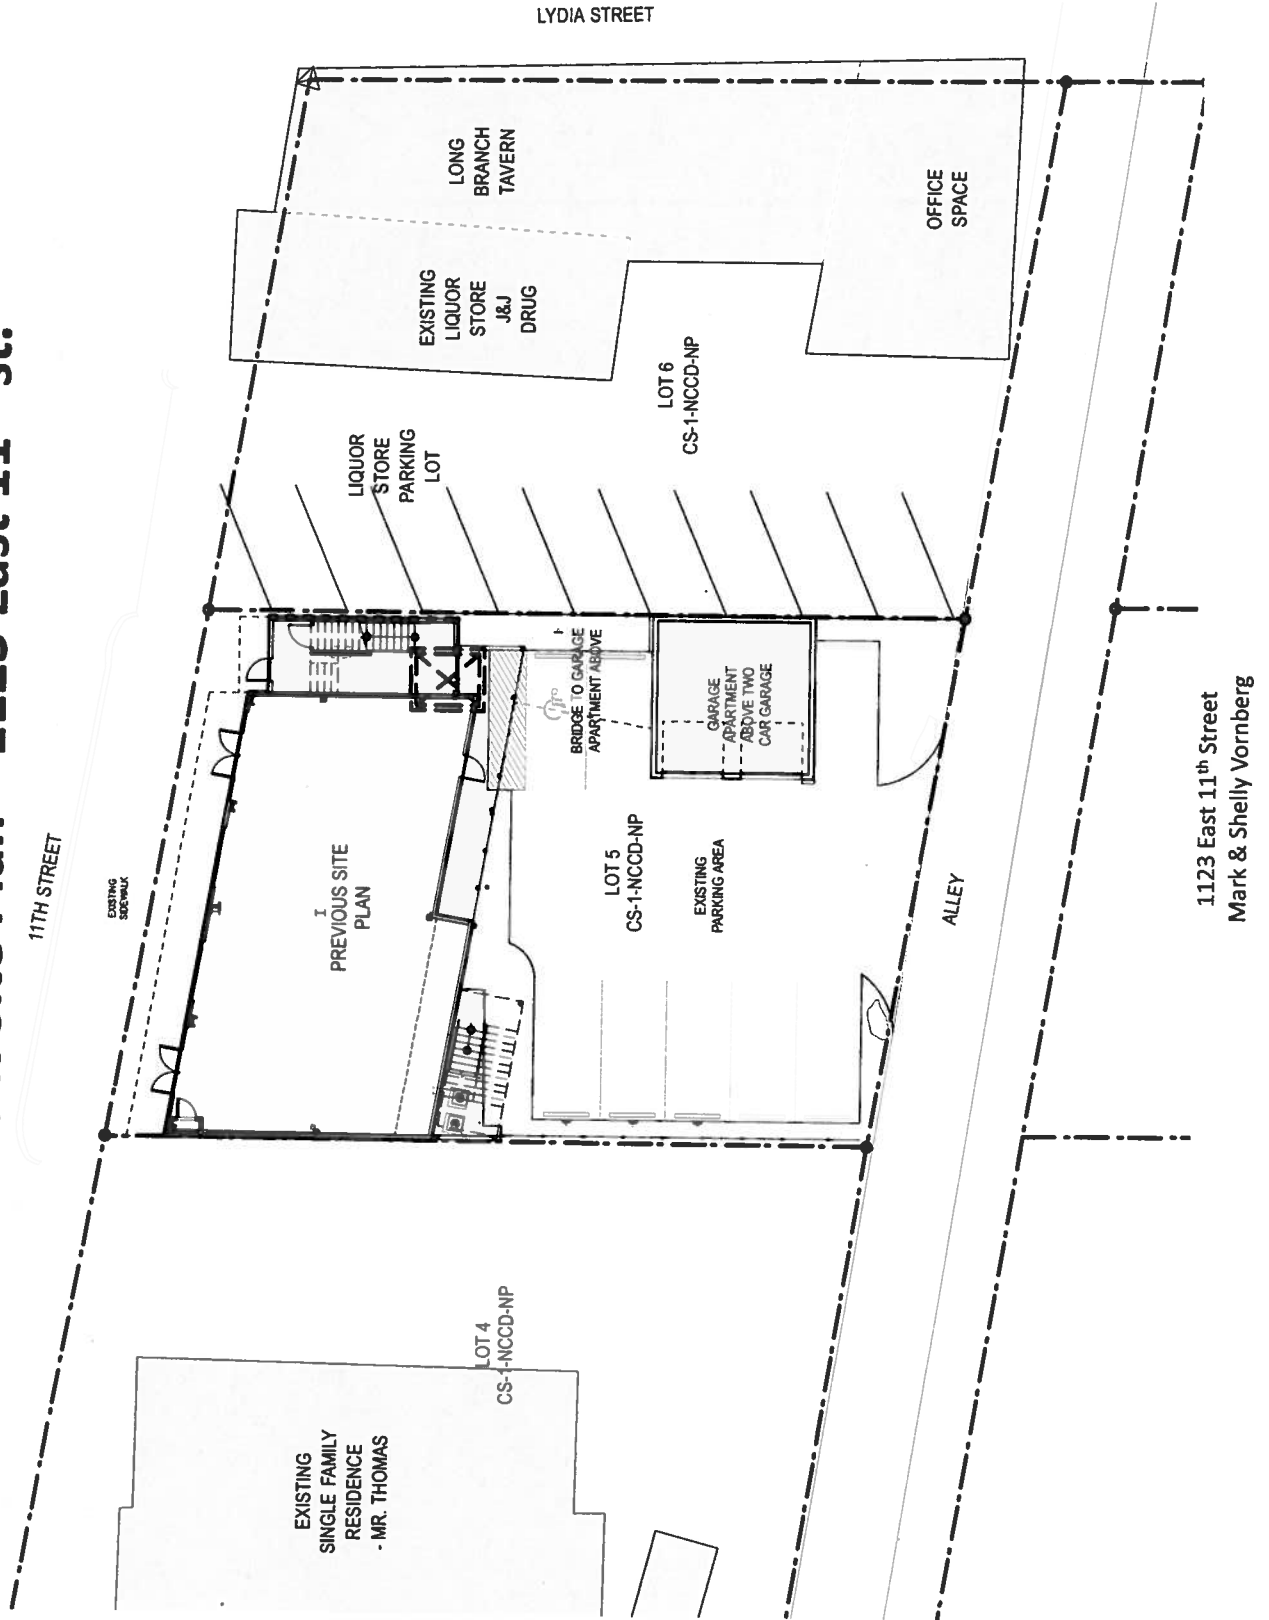 LYDIA STREET
LONG
BRANCH
TAVERN
OFFICE
SPACE
EXISTING
LIQUOR
STORE
J&J
DRUG
LOT 6
CS-1-NCCD-NP
LIQUOR
STORE
PARKING
LOT
BRIDGE TO GARAGE
APARTMENT ABOVE
GARAGE
APARTMENT
ABOVE TWO
CAR GARAGE
11TH STREET
EXISTING
SIDEWALK
PREVIOUS SITE
PLAN
LOT 5
CS-1-NCCD-NP
EXISTING
PARKING AREA
ALLEY
1123 East 11th Street
Mark & Shelly Vornberg
LOT 4
CS-1-NCCD-NP
EXISTING
SINGLE FAMILY
RESIDENCE
- MR. THOMAS